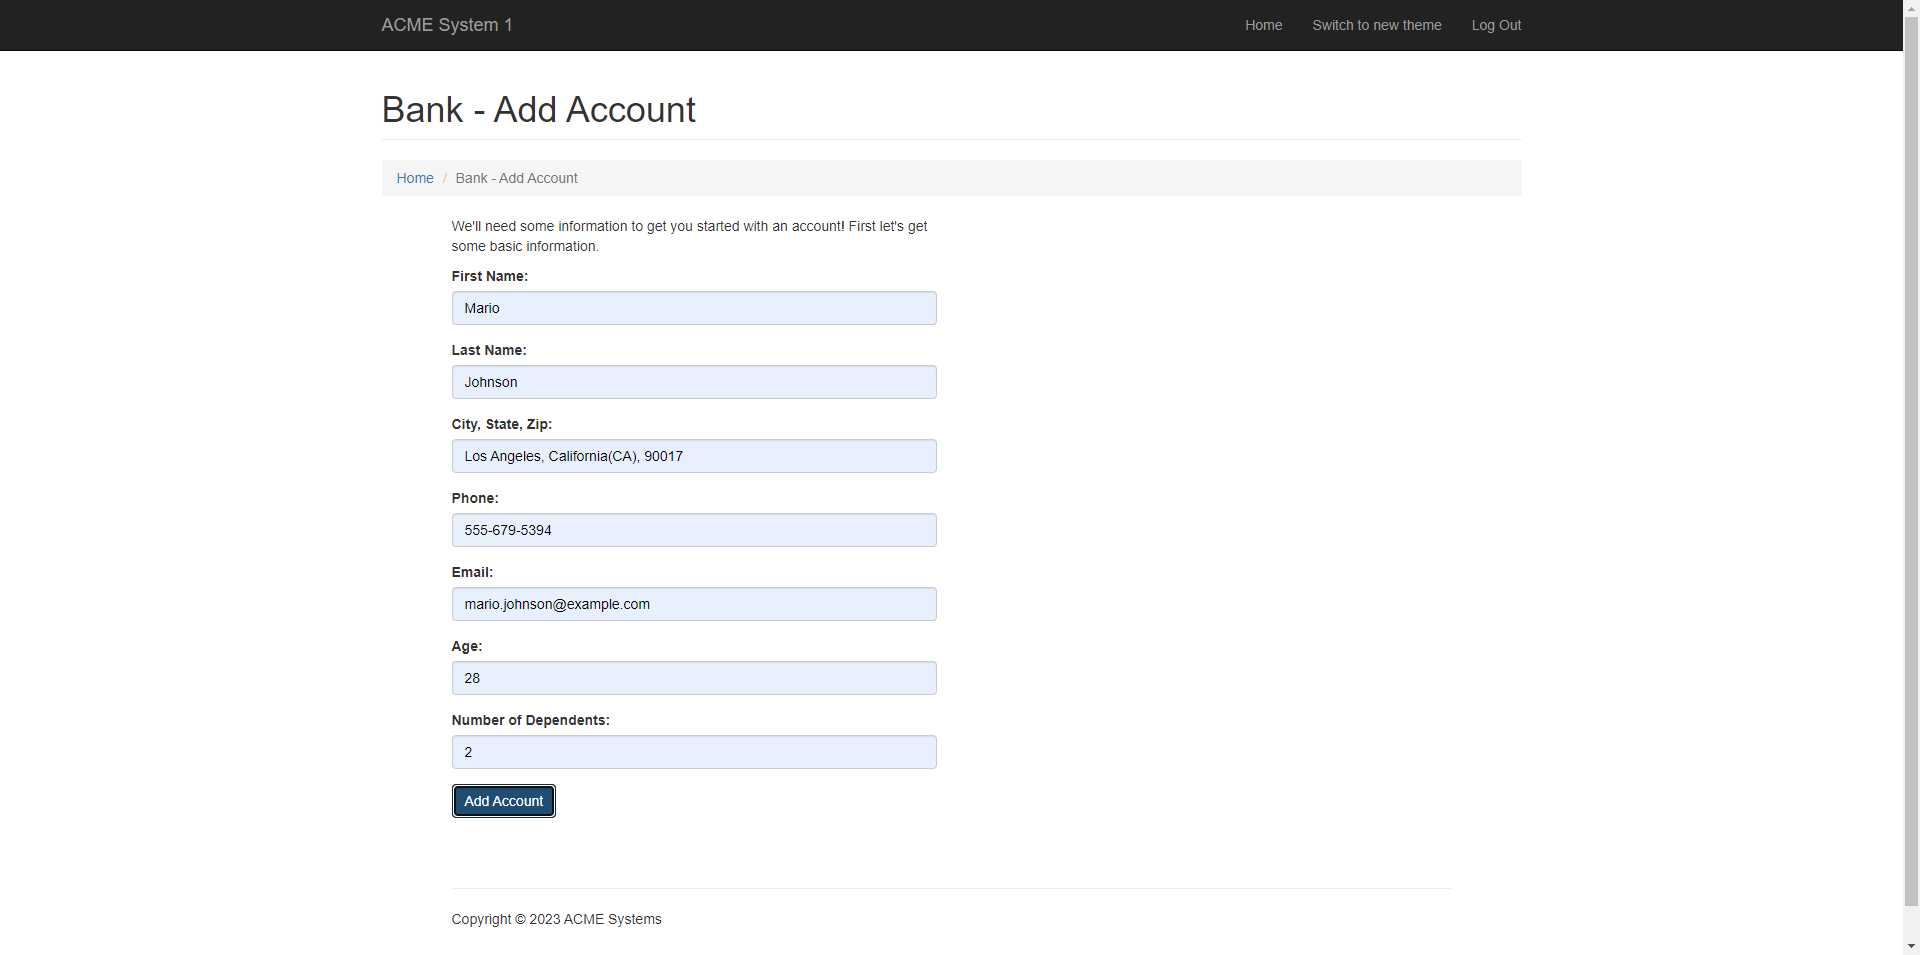 ACME System 1
Home
Switch to new theme
Log Out
Bank - Add Account
Home / Bank - Add Account
We'll need some information to get you started with an account! First let's get
some basic information.
First Name:
Mario
Last Name:
Johnson
City, State, Zip:
Los Angeles, California(CA), 90017
Phone:
555-679-5394
Email:
mario.johnson@example.com
Age:
28
Number of Dependents:
2
Add Account
Copyright © 2023 ACME Systems